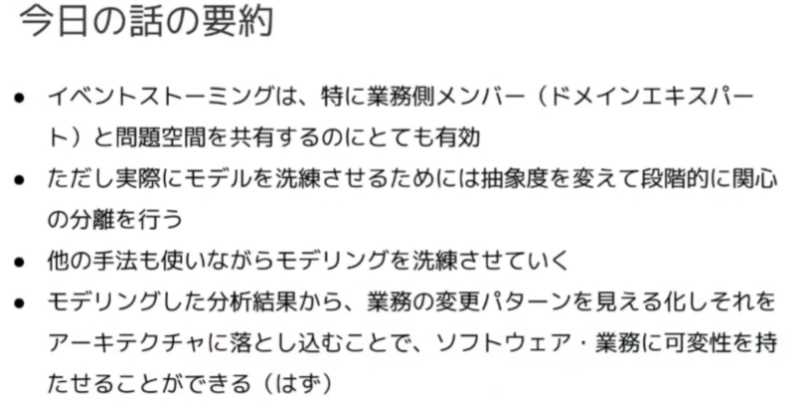 今日の話の要約
● イベントストーミングは、特に業務側メンバー（ドメインエキスパー
ト）と問題空間を共有するのにとても有効
● ただし実際にモデルを洗練させるためには抽象度を変えて段階的に関心
の分離を行う
● 他の手法も使いながらモデリングを洗練させていく
● モデリングした分析結果から、業務の変更パターンを見える化しそれを
アーキテクチャに落とし込むことで、ソフトウェア・業務に可変性を持
たせることができる（はず）